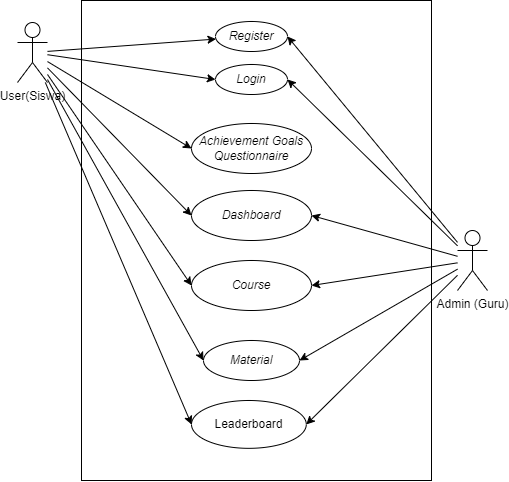 Register
Login
User(Siswa)
Achievement Goals
Questionnaire
Dashboard
Course
Admin (Guru)
Material
Leaderboard